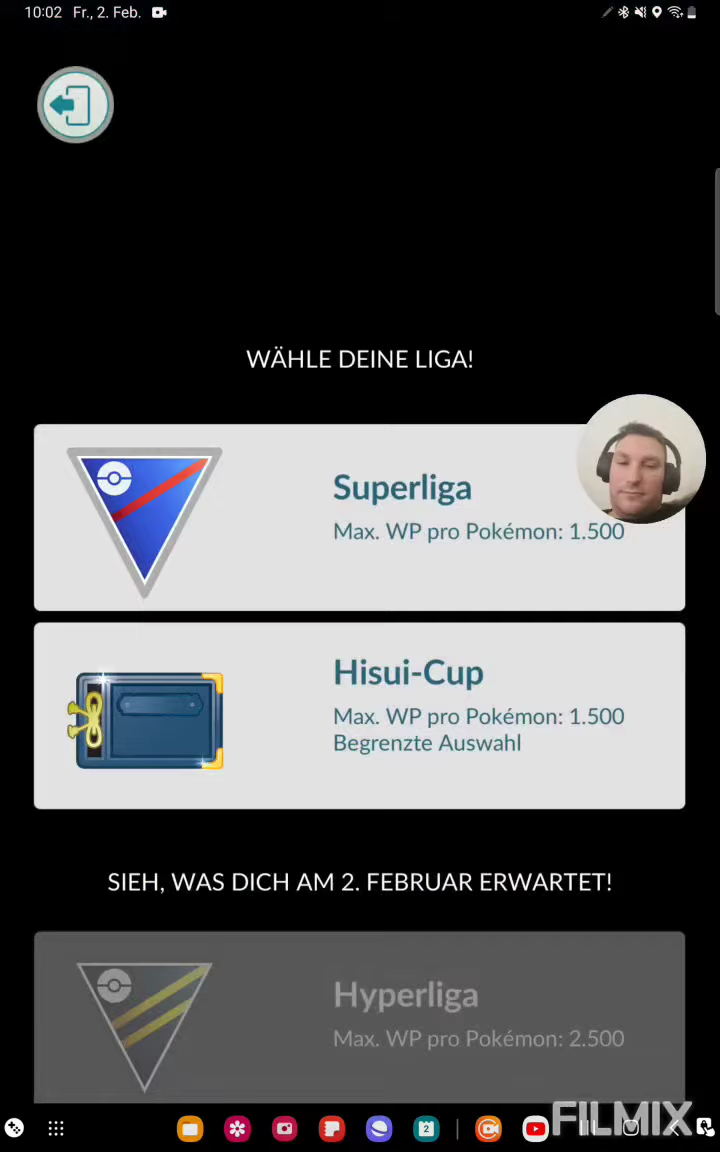 10:02 Fr., 2. Feb.
WÄHLE DEINE LIGA!
Superliga
Max. WP pro Pokémon: 1.500
Hisui-Cup
Max. WP pro Pokémon: 1.500
Begrenzte Auswahl
SIEH, WAS DICH AM 2. FEBRUAR ERWARTET!
Hyperliga
Max. WP pro Pokémon: 2.500
2
FILMIX